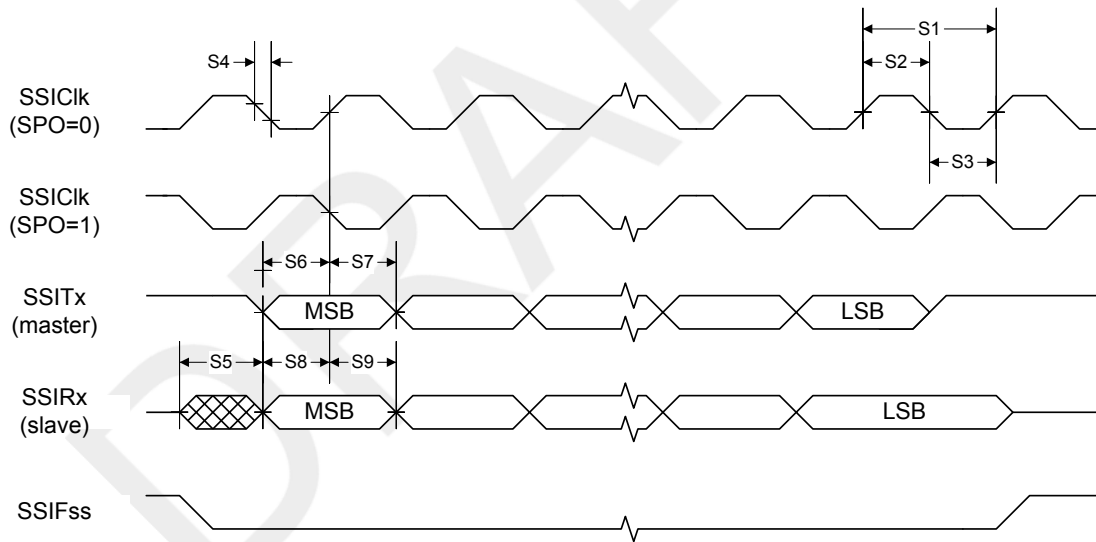 S1
S4
S2
SSIClk
(SPO=0)
S3
SSIClk
(SPO=1)
S6
S7
SSITx
(master)
MSB
LSB
S5
S8
S9
SSIRx
(slave)
MSB
LSB
SSIFss
DRAF